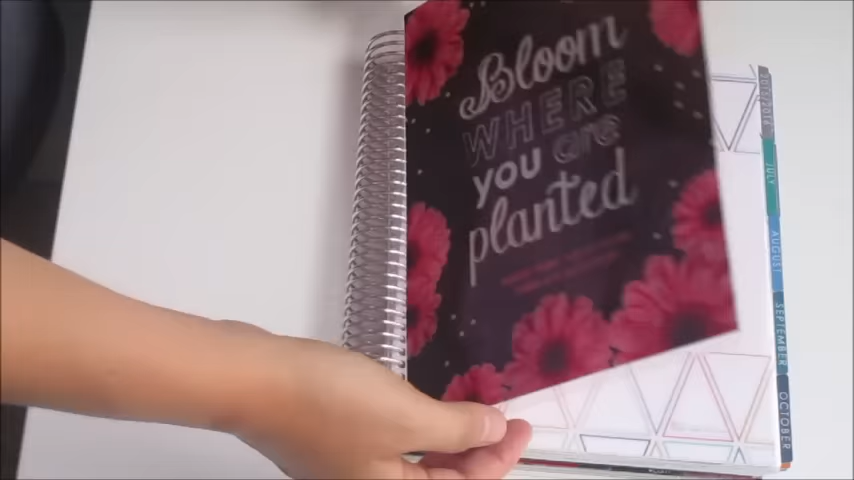 Bloom
WHERE
you are
planted
JULY
AUGUST
SEPTEMBER
OCTOBER